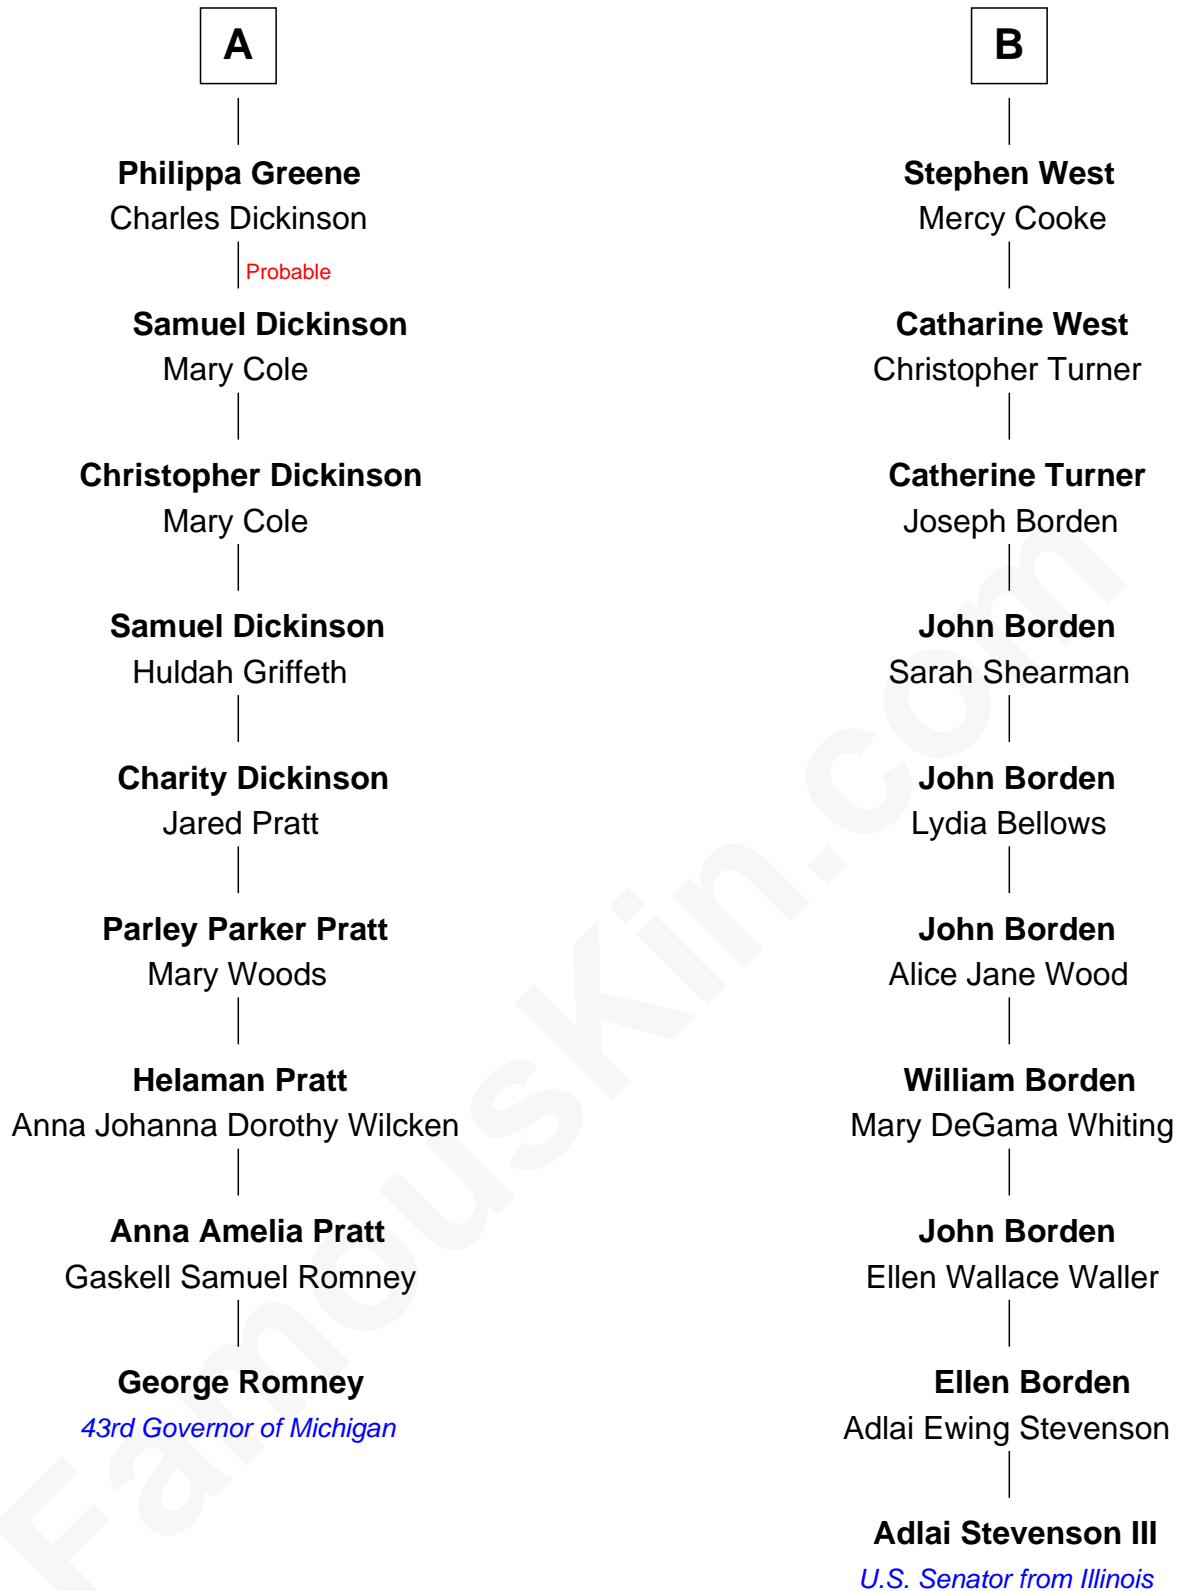 A
Philippa Greene
Charles Dickinson
Probable
Samuel Dickinson
Mary Cole
Christopher Dickinson
Mary Cole
Samuel Dickinson
Huldah Griffeth
Charity Dickinson
Jared Pratt
Parley Parker Pratt
Mary Woods
Helaman Pratt
Anna Johanna Dorothy Wilcken
Anna Amelia Pratt
Gaskell Samuel Romney
George Romney
43rd Governor of Michigan
B
Stephen West
Mercy Cooke
Catharine West
Christopher Turner
Catherine Turner
Joseph Borden
John Borden
Sarah Shearman
John Borden
Lydia Bellows
John Borden
Alice Jane Wood
William Borden
Mary DeGama Whiting
John Borden
Ellen Wallace Waller
Ellen Borden
Adlai Ewing Stevenson
Adlai Stevenson III
U.S. Senator from Illinois
FamousKin.com